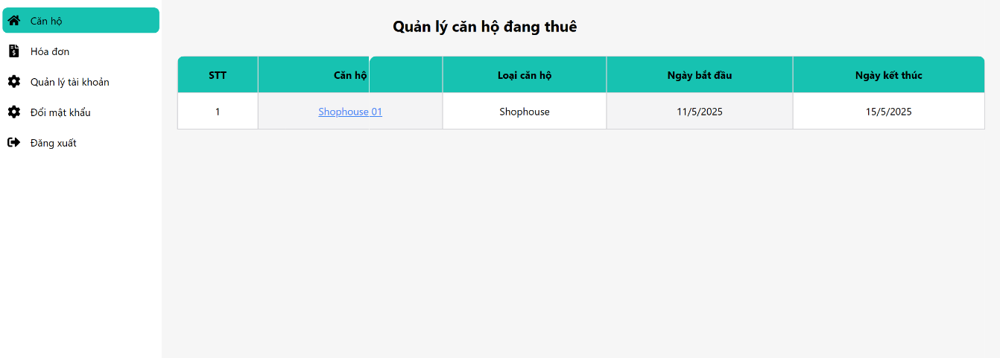 Căn hộ
Hóa đơn
Quản lý tài khoản
Đổi mật khẩu
Đăng xuất
Quản lý căn hộ đang thuê
STT Căn hộ Loại căn hộ Ngày bắt đầu Ngày kết thúc
1 Shophouse 01 Shophouse 11/5/2025 15/5/2025